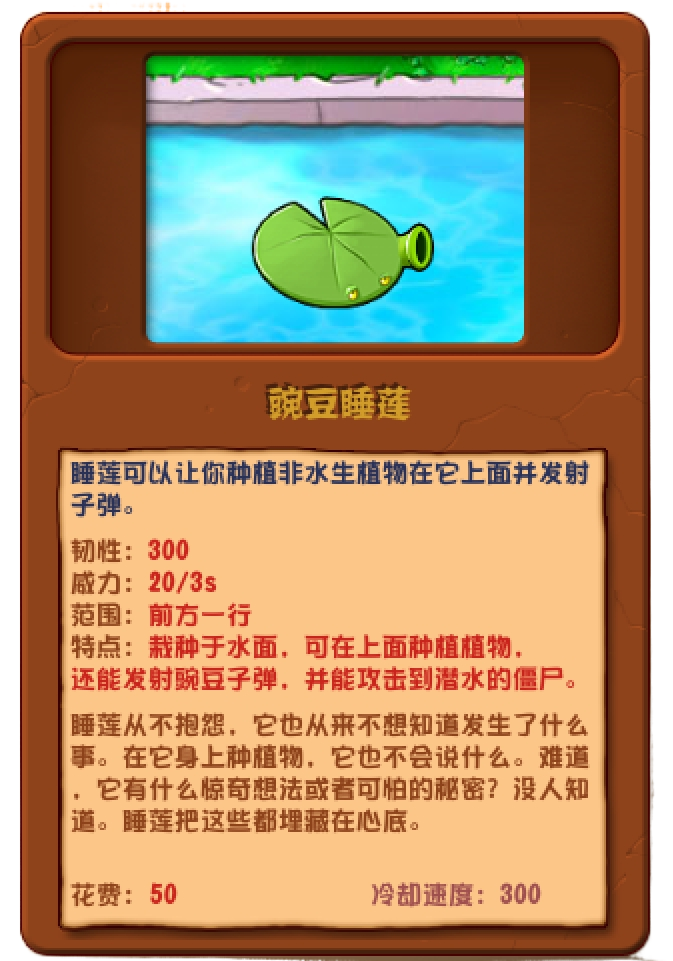 豌豆睡莲
睡莲可以让你种植非水生植物在它上面并发射
子弹。
韧性：300
威力：20/3s
范围：前方一行
特点：栽种于水面，可在上面种植植物，
还能发射豌豆子弹，并能攻击到潜水的僵尸。
睡莲从不抱怨，它也从来不想知道发生了什么
事。在它身上种植物，它也不会说什么。难道
，它有什么惊奇想法或者可怕的秘密？没人知
道。睡莲把这些都埋藏在心底。
花费：50 冷却速度：300